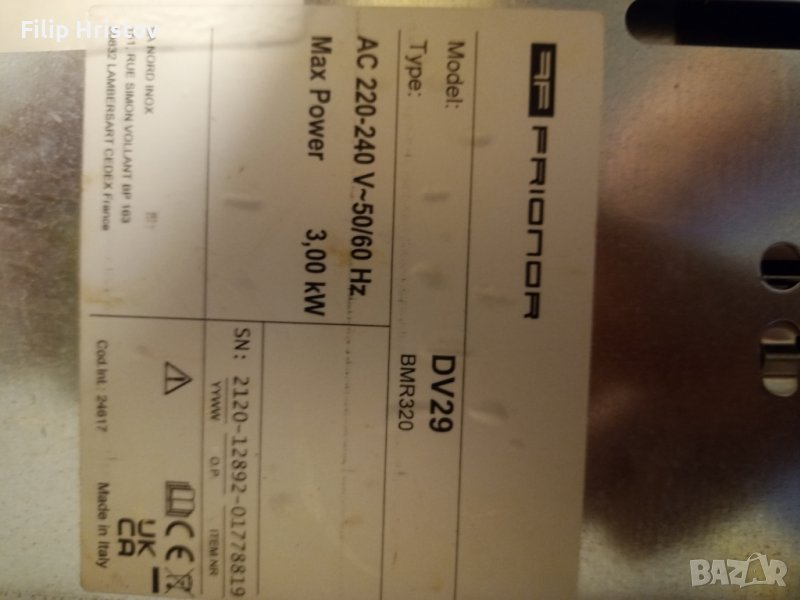 Filip Hristov
FRIONOR
Model: DV29
Type: BMR320
AC 220-240 V~50/60 Hz
Max Power 3,00 kW
SN: 2120-12892-01778819
YYWW O.P. ITEM NR
LA NORD INOX
RUE SIMON VOLLANT BP 163
LAMBERSART CEDEX France
CE
UK
CA
Cod.Int.: 24617
Made in Italy
BAZAR